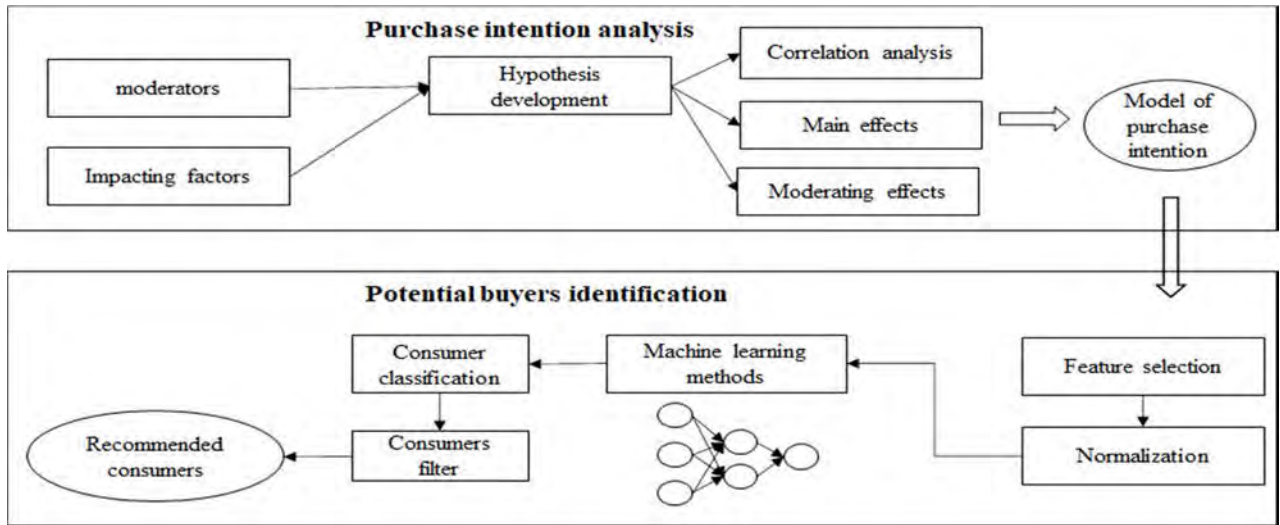 Purchase intention analysis
moderators
Impacting factors
Hypothesis
development
Correlation analysis
Main effects
Moderating effects
Model of
purchase
intention
Potential buyers identification
Feature selection
Normalization
Machine learning
methods
Consumer
classification
Consumers
filter
Recommended
consumers